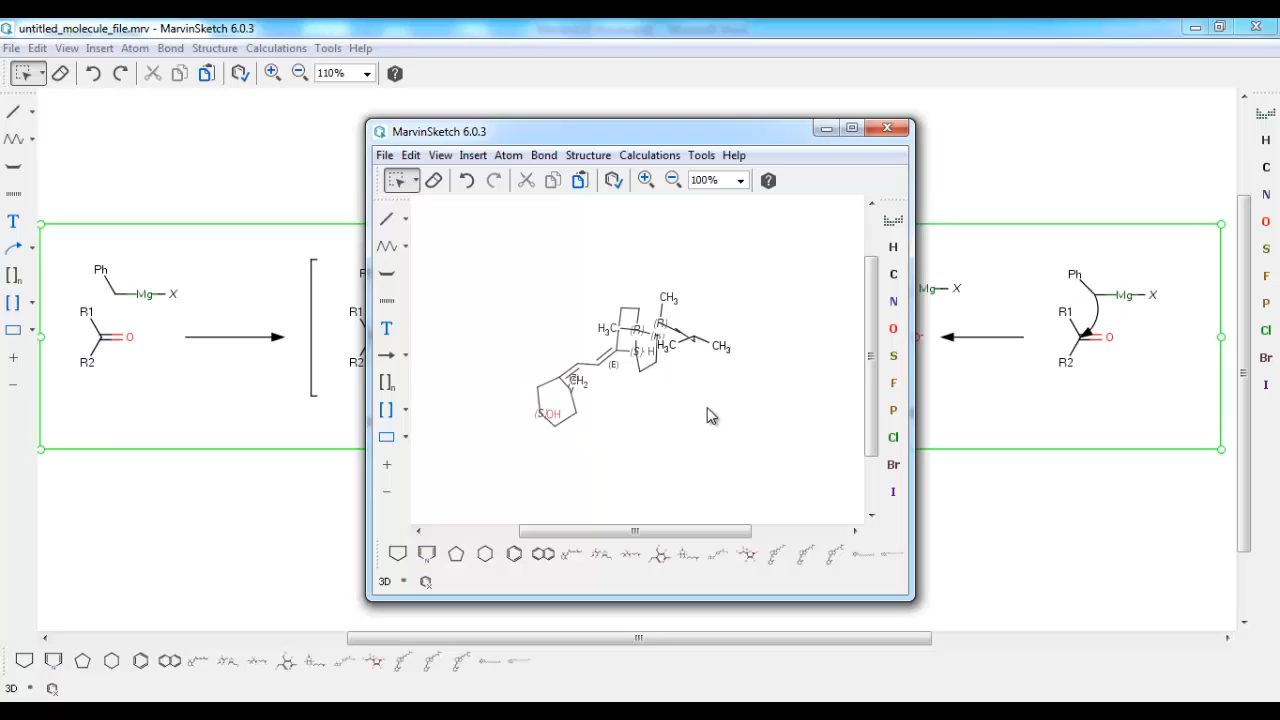 untitled_molecule_file.mrv - MarvinSketch 6.0.3
File Edit View Insert Atom Bond Structure Calculations Tools Help
110%
H
C
N
O
S
F
P
Cl
Br
I
T
[]n
[ ]
3D *
Ph
Mg X
R1
O
R2
R1
Mg X
Ph
Mg X
R1
O
R2
MarvinSketch 6.0.3
File Edit View Insert Atom Bond Structure Calculations Tools Help
100%
T
[]n
[ ]
H
C
N
O
S
F
P
Cl
Br
I
CH3
H3C (R) (R)
H3C CH3
(S) H
(E)
CH2
(S) OH
3D *